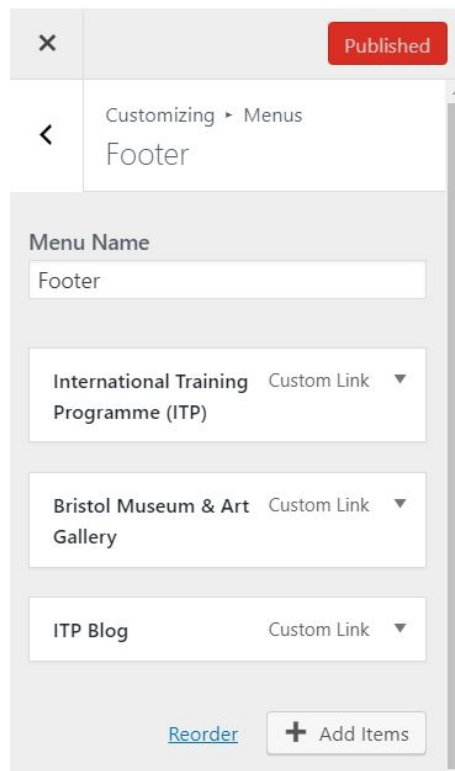 Published
Customizing ▸ Menus
Footer
Menu Name
Footer
International Training Custom Link
Programme (ITP)
Bristol Museum & Art Custom Link
Gallery
ITP Blog Custom Link
Reorder Add Items